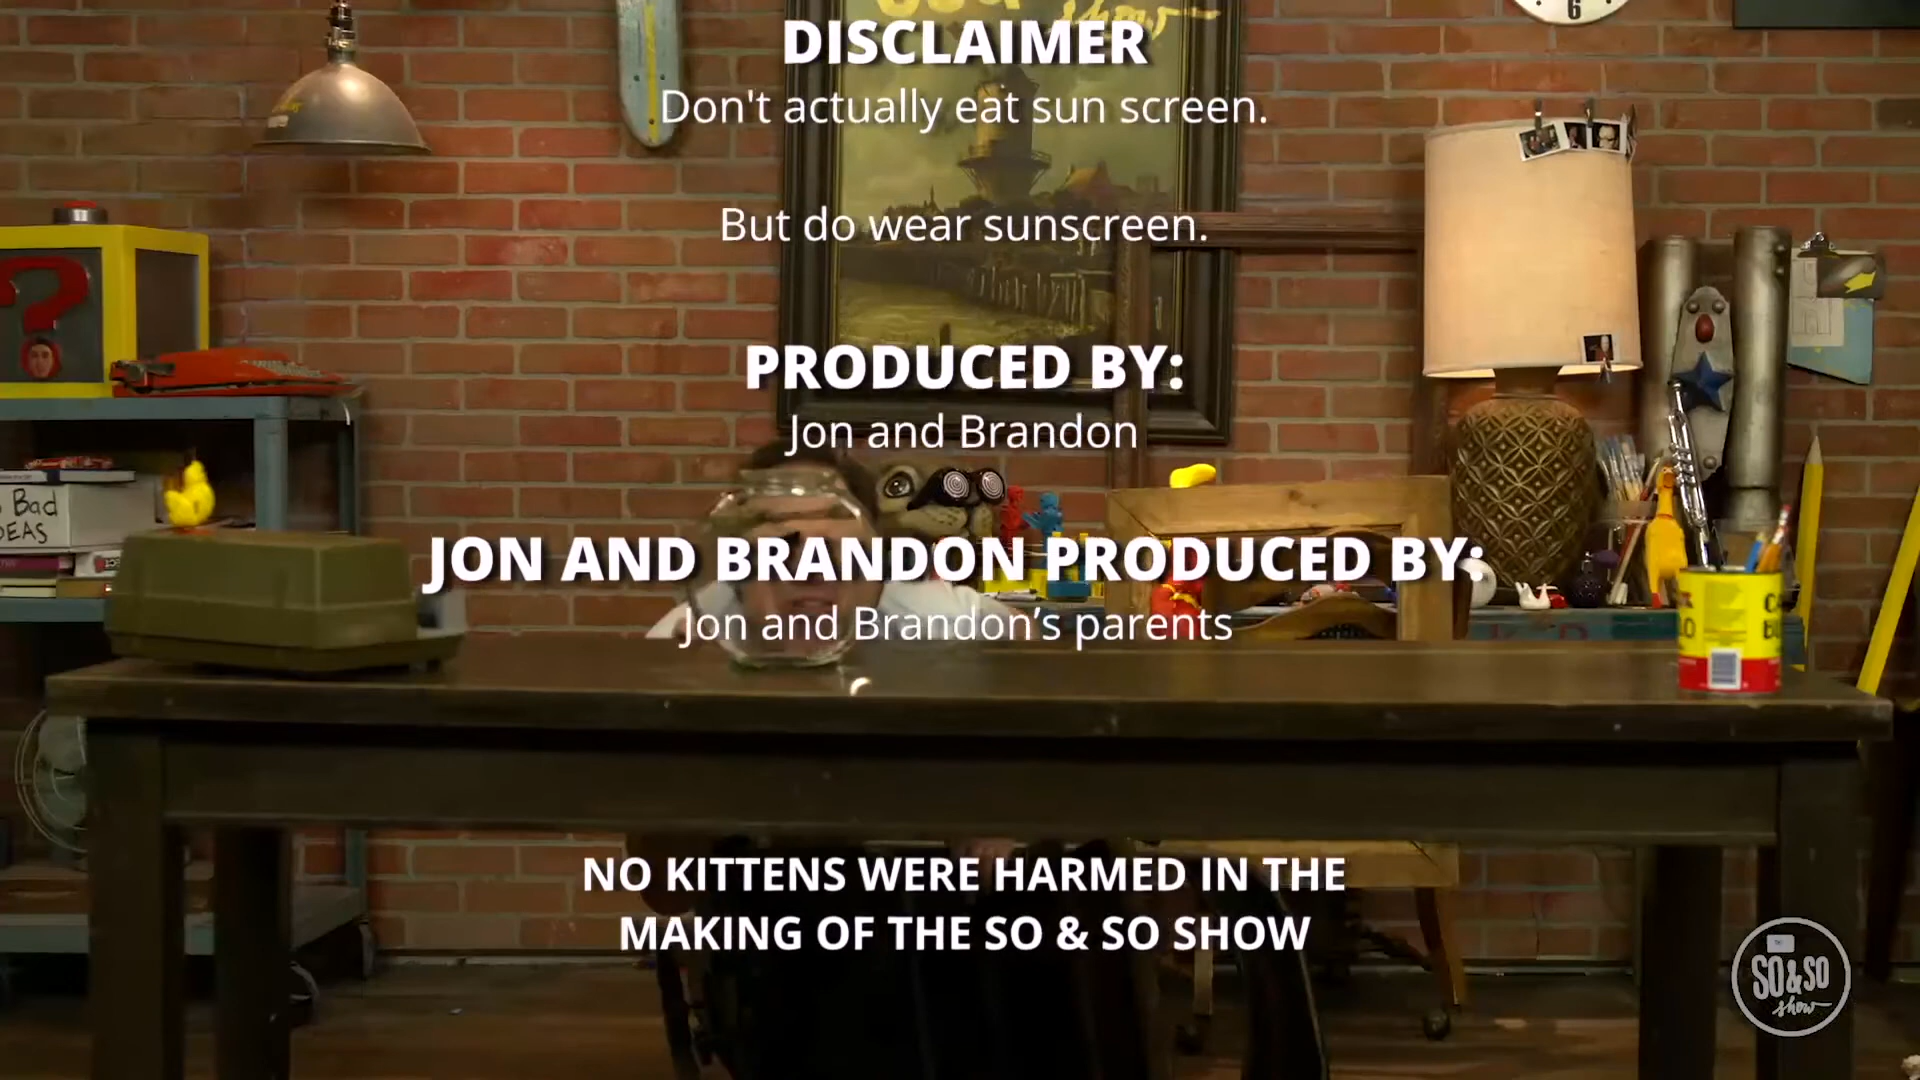 show
6
DISCLAIMER
Don't actually eat sun screen.
But do wear sunscreen.
?
PRODUCED BY:
Jon and Brandon
Bad
JON AND BRANDON PRODUCED BY:
Jon and Brandon’s parents
NO KITTENS WERE HARMED IN THE
MAKING OF THE SO & SO SHOW
SO&SO
show